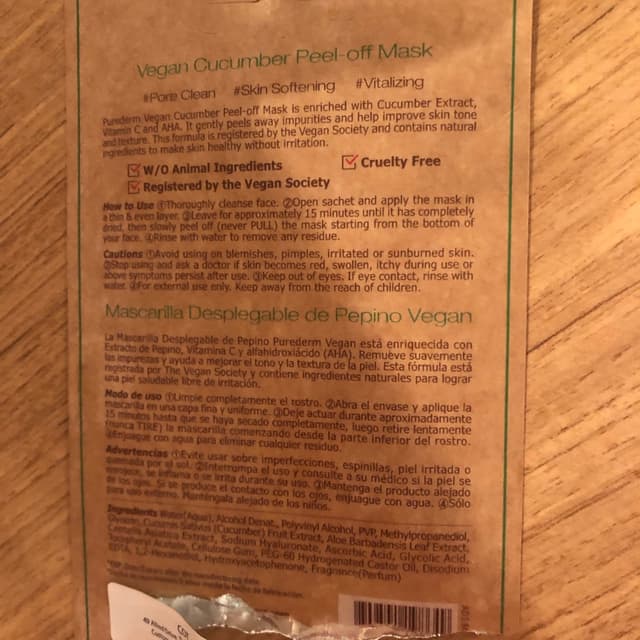 Vegan Cucumber Peel-off Mask
#Pore Clean #Skin Softening #Vitalizing
Purederm Vegan Cucumber Peel-off Mask is enriched with Cucumber Extract,
Vitamin C and AHA. It gently peels away impurities and help improve skin tone
and texture. This formula is registered by the Vegan Society and contains natural
ingredients to make skin healthy without irritation.
W/O Animal Ingredients Cruelty Free
Registered by the Vegan Society
How to Use ①Thoroughly cleanse face. ②Open sachet and apply the mask in
a thin & even layer. ③Leave for approximately 15 minutes until it has completely
dried, then slowly peel off (never PULL) the mask starting from the bottom of
your face. ④Rinse with water to remove any residue.
Cautions ①Avoid using on blemishes, pimples, irritated or sunburned skin.
②Stop using and ask a doctor if skin becomes red, swollen, itchy during use or
above symptoms persist after use. ③Keep out of eyes. If eye contact, rinse with
water. ④For external use only. Keep away from the reach of children.
Mascarilla Desplegable de Pepino Vegan
La Mascarilla Desplegable de Pepino Purederm Vegan está enriquecida con
Extracto de Pepino, Vitamina C y alfahidroxiácido (AHA). Remueve suavemente
las impurezas y ayuda a mejorar el tono y la textura de la piel. Esta fórmula está
registrada por The Vegan Society y contiene ingredientes naturales para lograr
una piel saludable libre de irritación.
Modo de uso ①Limpie completamente el rostro. ②Abra el envase y aplique la
mascarilla en una capa fina y uniforme. ③Deje actuar durante aproximadamente
15 minutos hasta que se haya secado completamente, luego retire lentamente
(nunca TIRE) la mascarilla comenzando desde la parte inferior del rostro.
④Enjuague con agua para eliminar cualquier residuo.
Advertencias ①Evite usar sobre imperfecciones, espinillas, piel irritada o
quemada por el sol. ②Interrumpa el uso y consulte a su médico si la piel se
enrojece, se inflama o se irrita durante su uso. ③Mantenga el producto alejado
de los ojos. Si se produce el contacto con los ojos, enjuague con agua. ④Sólo
para uso externo. Manténgala alejado de los niños.
Ingredients Water(Aqua), Alcohol Denat., Polyvinyl Alcohol, PVP, Methylpropanediol,
Glycerin, Cucumis Sativus (Cucumber) Fruit Extract, Aloe Barbadensis Leaf Extract,
Centella Asiatica Extract, Sodium Hyaluronate, Ascorbic Acid, Glycolic Acid,
Tocopheryl Acetate, Cellulose Gum, PEG-60 Hydrogenated Castor Oil, Disodium
EDTA, 1,2-Hexanediol, Hydroxyacetophenone, Fragrance(Parfum)